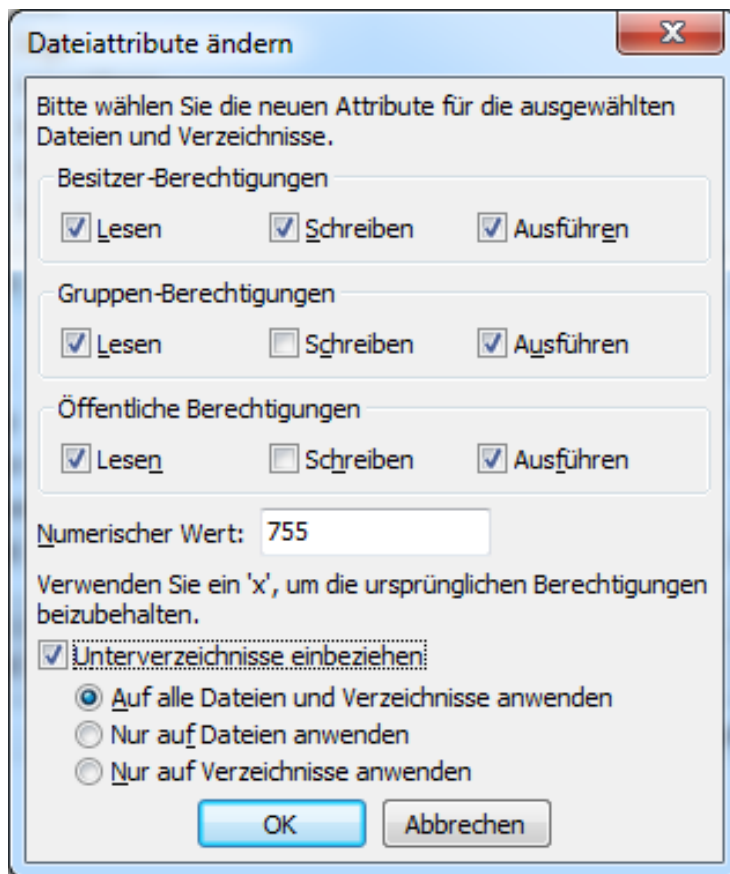 Dateiattribute ändern
Bitte wählen Sie die neuen Attribute für die ausgewählten
Dateien und Verzeichnisse.
Besitzer-Berechtigungen
Lesen Schreiben Ausführen
Gruppen-Berechtigungen
Lesen Schreiben Ausführen
Öffentliche Berechtigungen
Lesen Schreiben Ausführen
Numerischer Wert: 755
Verwenden Sie ein 'x', um die ursprünglichen Berechtigungen
beizubehalten.
Unterverzeichnisse einbeziehen
Auf alle Dateien und Verzeichnisse anwenden
Nur auf Dateien anwenden
Nur auf Verzeichnisse anwenden
OK Abbrechen